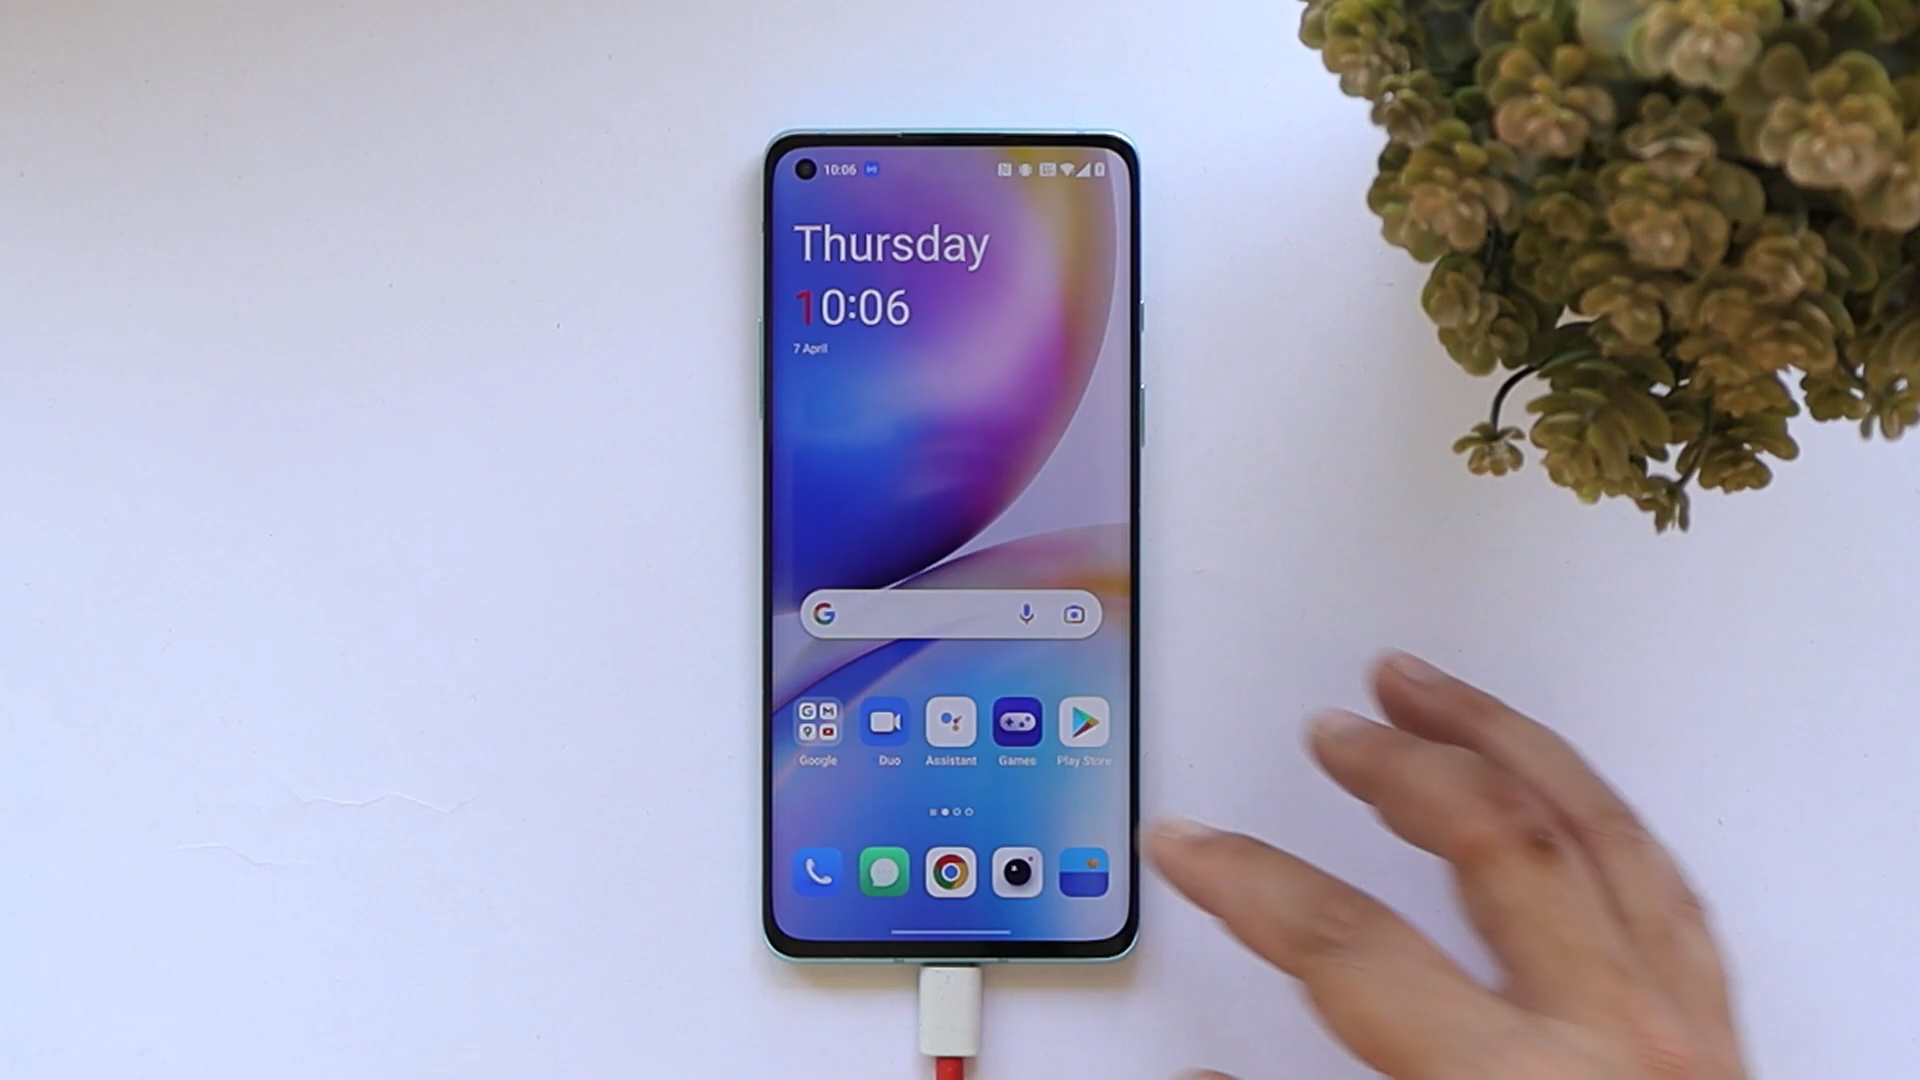 10:06
Thursday
10:06
7 April
Google Duo Assistant Games Play Store